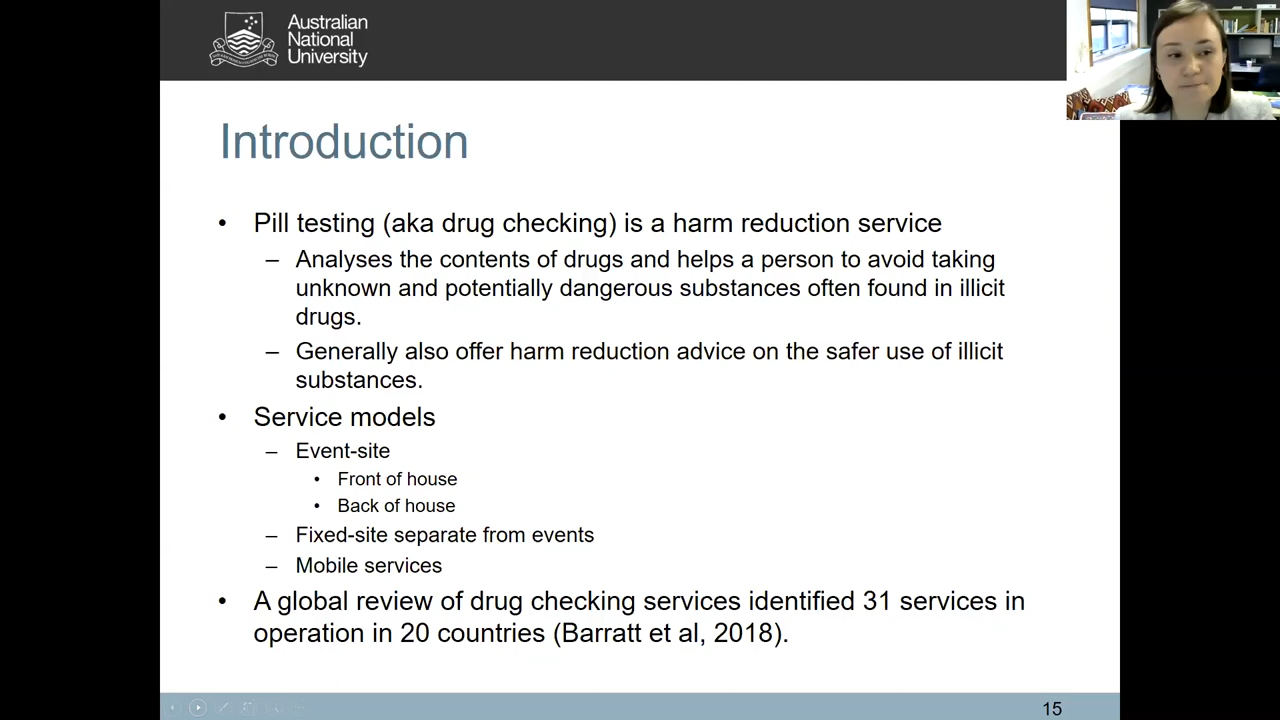 Australian
National
University
Introduction
• Pill testing (aka drug checking) is a harm reduction service
– Analyses the contents of drugs and helps a person to avoid taking
unknown and potentially dangerous substances often found in illicit
drugs.
– Generally also offer harm reduction advice on the safer use of illicit
substances.
• Service models
– Event-site
• Front of house
• Back of house
– Fixed-site separate from events
– Mobile services
• A global review of drug checking services identified 31 services in
operation in 20 countries (Barratt et al, 2018).
15